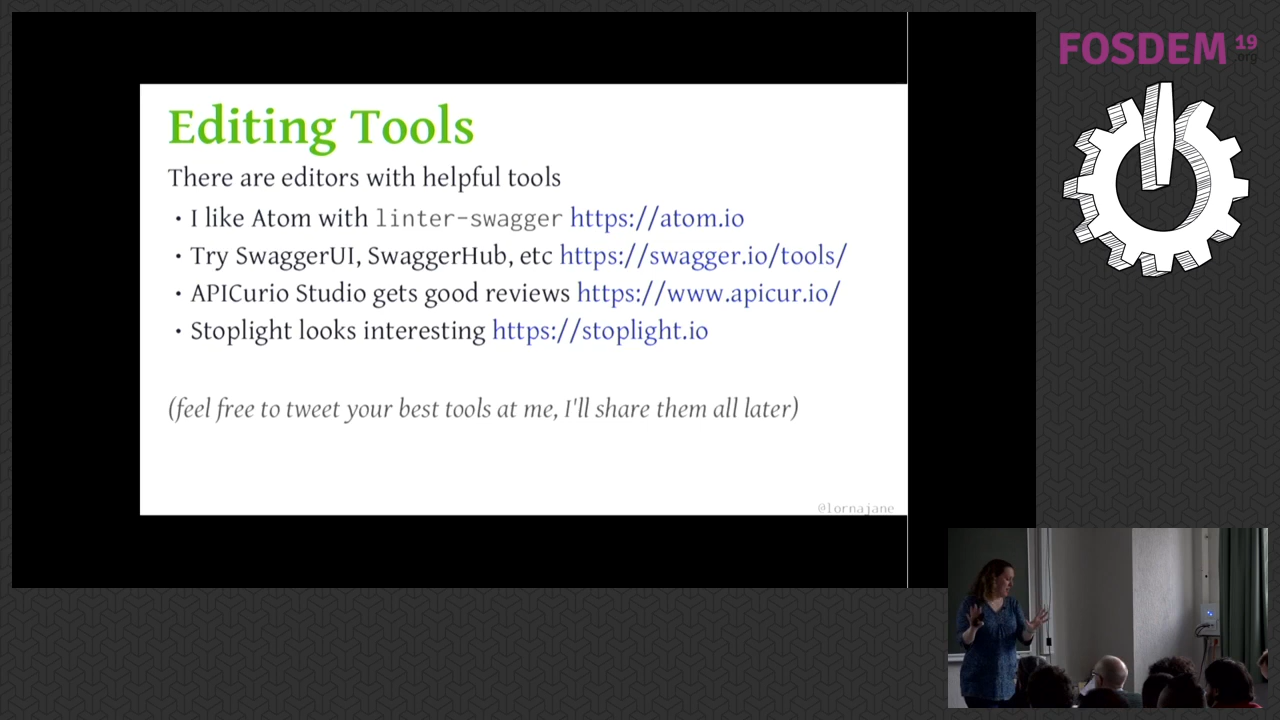 Editing Tools
There are editors with helpful tools
• I like Atom with linter-swagger https://atom.io
• Try SwaggerUI, SwaggerHub, etc https://swagger.io/tools/
• APICurio Studio gets good reviews https://www.apicur.io/
• Stoplight looks interesting https://stoplight.io
(feel free to tweet your best tools at me, I'll share them all later)
@lornajane
FOSDEM 19
.org